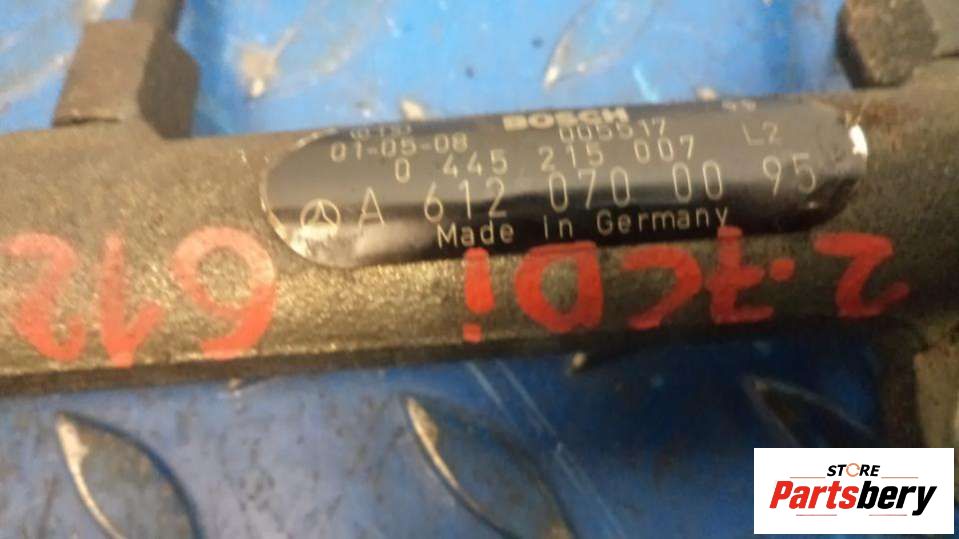 BOSCH
01-05-08 005517
0 445 215 007 L2
A 612 070 00 95
Made in Germany
2.7CDi 612
STORE
Partsbery